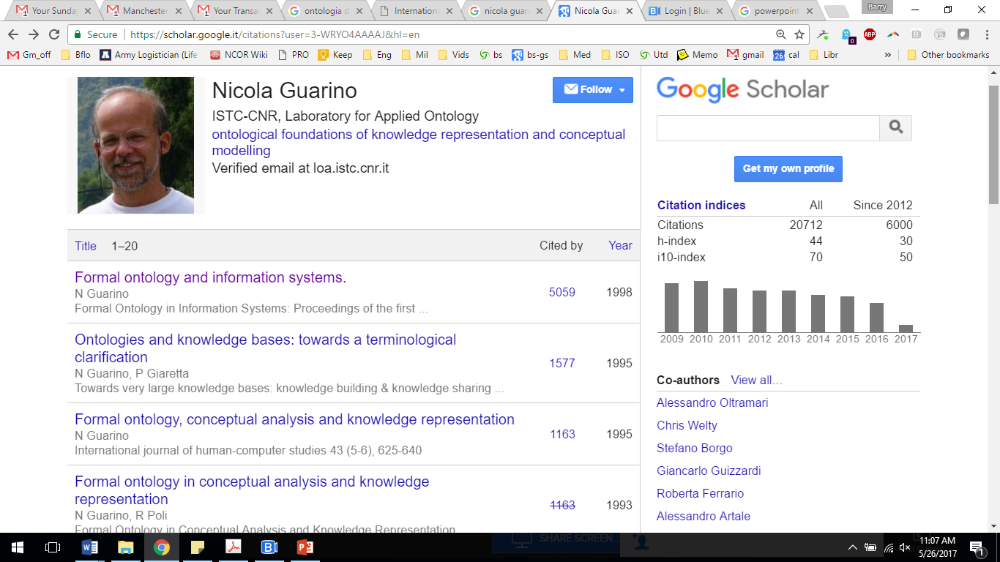 Your Sunda
Manchester
Your Transa
ontologia d
Internationa
nicola guari
Nicola Guar
Login | Blue
powerpoint
Barry
Secure
https://scholar.google.it/citations?user=3-WRYO4AAAAJ&hl=en
Gm_off
Bflo
Army Logistician (Life
NCOR Wiki
PRO
Keep
Eng
Mil
Vids
bs
bs-gs
Med
ISO
Utd
Memo
gmail
cal
Libr
»
Other bookmarks
Nicola Guarino
Follow
ISTC-CNR, Laboratory for Applied Ontology
ontological foundations of knowledge representation and conceptual
modelling
Verified email at loa.istc.cnr.it
Title 1–20 Cited by Year
Formal ontology and information systems.
N Guarino
Formal Ontology in Information Systems: Proceedings of the first ...
5059 1998
Ontologies and knowledge bases: towards a terminological
clarification
N Guarino, P Giaretta
Towards very large knowledge bases: knowledge building & knowledge sharing ...
1577 1995
Formal ontology, conceptual analysis and knowledge representation
N Guarino
International journal of human-computer studies 43 (5-6), 625-640
1163 1995
Formal ontology in conceptual analysis and knowledge
representation
N Guarino, R Poli
Formal Ontology in Conceptual Analysis and Knowledge Representation
1163 1993
Google Scholar
Get my own profile
Citation indices All Since 2012
Citations 20712 6000
h-index 44 30
i10-index 70 50
2009 2010 2011 2012 2013 2014 2015 2016 2017
Co-authors View all…
Alessandro Oltramari
Chris Welty
Stefano Borgo
Giancarlo Guizzardi
Roberta Ferrario
Alessandro Artale
SHARE SCREEN...
11:07 AM
5/26/2017